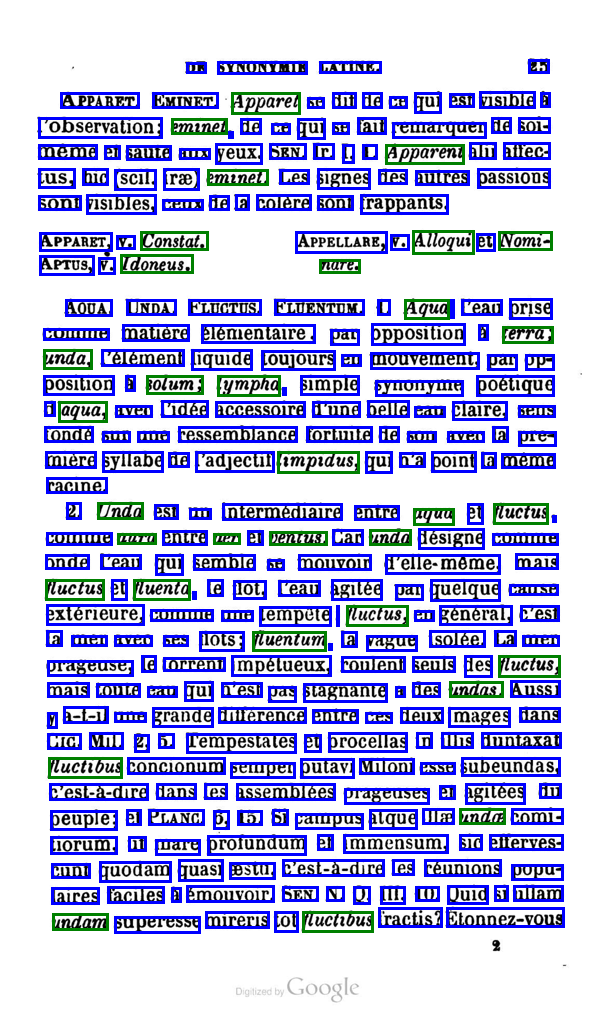 DE SYNONYMIE LATINE. 25
APPARET. EMINET. Apparet se dit de ce qui est visible à
l'observation; eminet, de ce qui se fait remarquer de soi-
même et saute aux yeux. SEN. Ir. I. 1. Apparent alii affec-
tus, hic (scil. iræ) eminet. Les signes des autres passions
sont visibles, ceux de la colère sont frappants.
APPARET, v. Constat.
APTUS, v. Idoneus.
APPELLARE, v. Alloqui et Nomi-
nare.
AQUA. UNDA. FLUCTUS. FLUENTUM. 1. Aqua, l'eau prise
comme matière élémentaire, par opposition à terra;
unda, l'élément liquide toujours en mouvement, par op-
position à solum; lympha, simple synonyme poétique
d'aqua, avec l'idée accessoire d'une belle eau claire, sens
fondé sur une ressemblance fortuite de son avec la pre-
mière syllabe de l'adjectif limpidus, qui n'a point la même
racine.
2. Unda est un intermédiaire entre aqua et fluctus,
comme aura entre aer et ventus. Car unda désigne comme
onde l'eau qui semble se mouvoir d'elle-même, mais
fluctus et fluenta, le flot, l'eau agitée par quelque cause
extérieure, comme une tempête; fluctus, en général, c'est
la mer avec ses flots; fluentum, la vague isolée. La mer
orageuse, le torrent impétueux, roulent seuls des fluctus,
mais toute eau qui n'est pas stagnante a des undas. Aussi
y a-t-il une grande différence entre ces deux images dans
CIC. Mil. 2, 5. Tempestates et procellas in illis duntaxat
fluctibus concionum semper putavi Miloni esse subeundas,
c'est-à-dire dans les assemblées orageuses et agitées du
peuple; et PLANC. 6, 15. Si campus atque illæ undæ comi-
tiorum, ut mare profundum et immensum, sic efferves-
cunt quodam quasi æstu, c'est-à-dire les réunions popu-
laires faciles à émouvoir. SEN. N. Q. III. 10. Quid si ullam
undam superesse mireris tot fluctibus fractis? Etonnez-vous
2
Digitized by Google